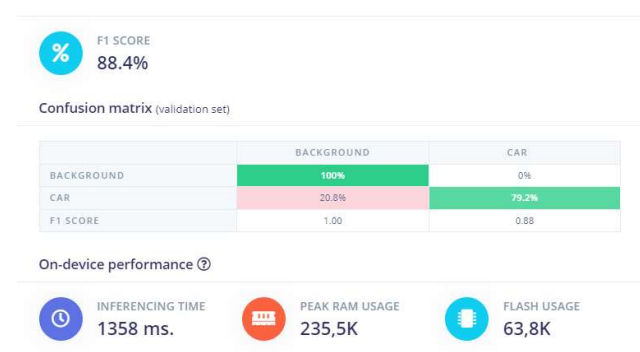 F1 SCORE
88.4%
Confusion matrix (validation set)
BACKGROUND CAR
BACKGROUND 100% 0%
CAR 20.8% 79.2%
F1 SCORE 1.00 0.88
On-device performance ?
INFERENCING TIME PEAK RAM USAGE FLASH USAGE
1358 ms. 235,5K 63,8K